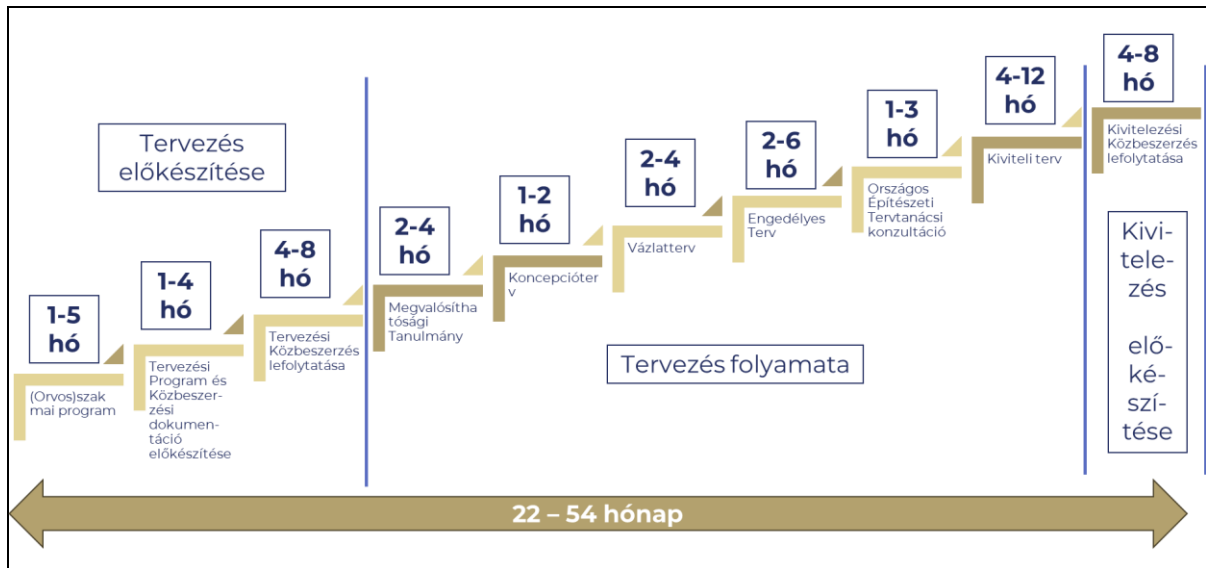 Tervezés
előkészítése
1-5
hó
(Orvos)szak
mai program
1-4
hó
Tervezési
Program és
Közbeszer-
zési
dokumen-
táció
előkészítése
4-8
hó
Tervezési
Közbeszerzés
lefolytatása
2-4
hó
Megvalósítha
tósági
Tanulmány
1-2
hó
Koncepcióter
v
2-4
hó
Vázlatterv
2-6
hó
Engedélyes
Terv
1-3
hó
Országos
Építészeti
Tervtanácsi
konzultáció
4-12
hó
Kiviteli terv
Tervezés folyamata
4-8
hó
Kivitelezési
Közbeszerzés
lefolytatása
Kivi-
tele-
zés
elő-
ké-
szí-
tése
22 – 54 hónap